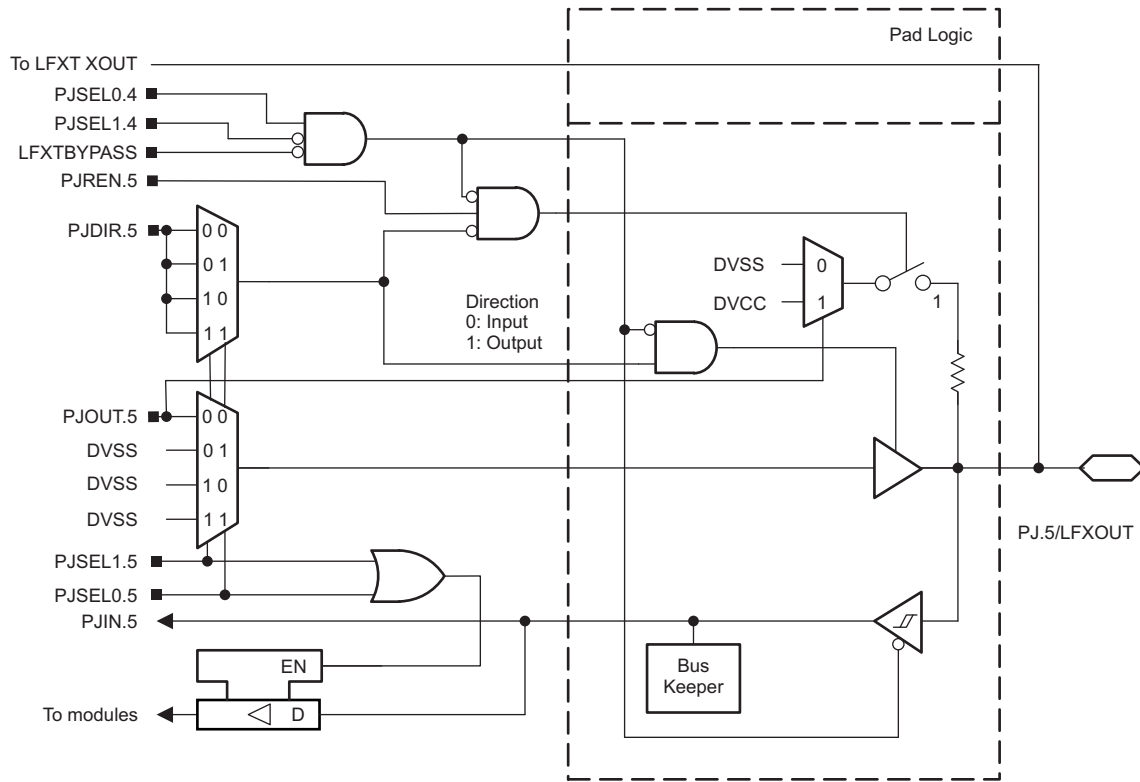 Pad Logic
To LFXT XOUT
PJSEL0.4
PJSEL1.4
LFXTBYPASS
PJREN.5
PJDIR.5
0 0
0 1
1 0
1 1
Direction
0: Input
1: Output
DVSS
0
DVCC
1
1
PJOUT.5
0 0
DVSS
0 1
DVSS
1 0
DVSS
1 1
PJ.5/LFXOUT
PJSEL1.5
PJSEL0.5
PJIN.5
EN
Bus
Keeper
To modules
D